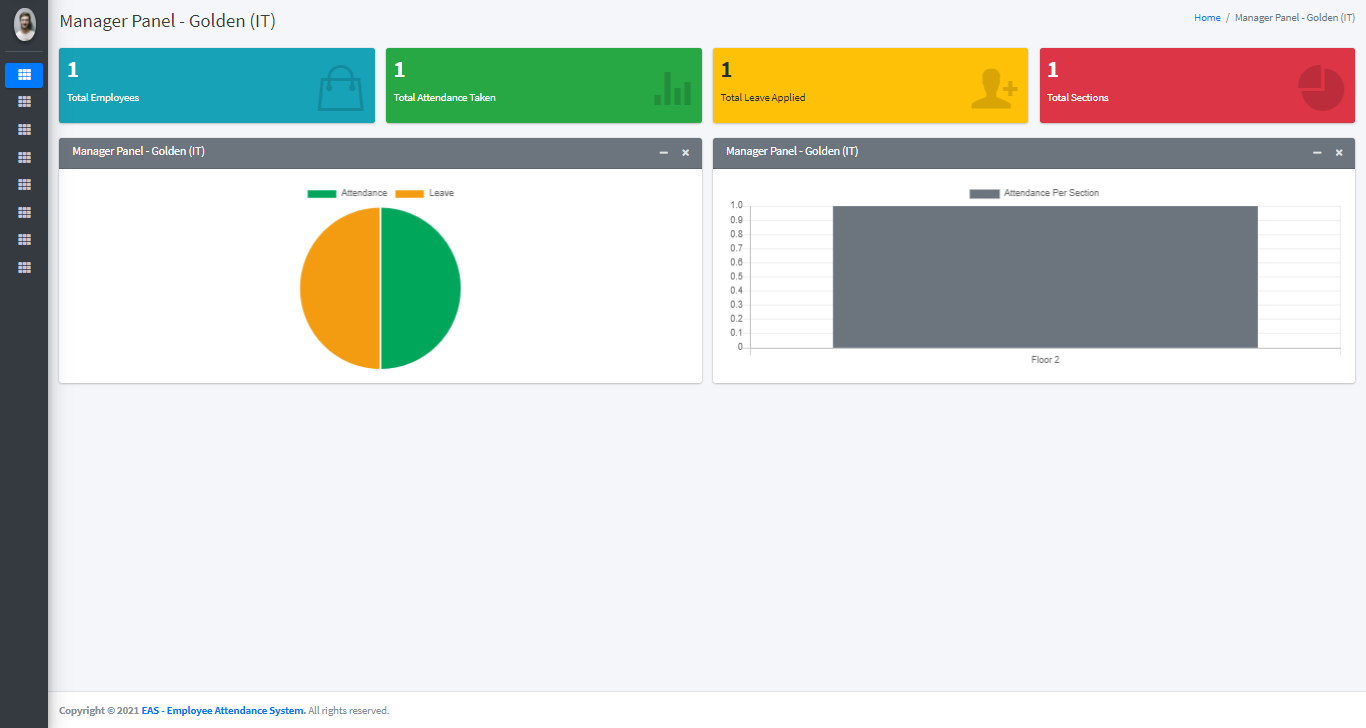 Manager Panel - Golden (IT)
Home / Manager Panel - Golden (IT)
1
Total Employees
1
Total Attendance Taken
1
Total Leave Applied
1
Total Sections
Manager Panel - Golden (IT)
Attendance Leave
Manager Panel - Golden (IT)
Attendance Per Section
1.0
0.9
0.8
0.7
0.6
0.5
0.4
0.3
0.2
0.1
0
Floor 2
Copyright © 2021 EAS - Employee Attendance System. All rights reserved.